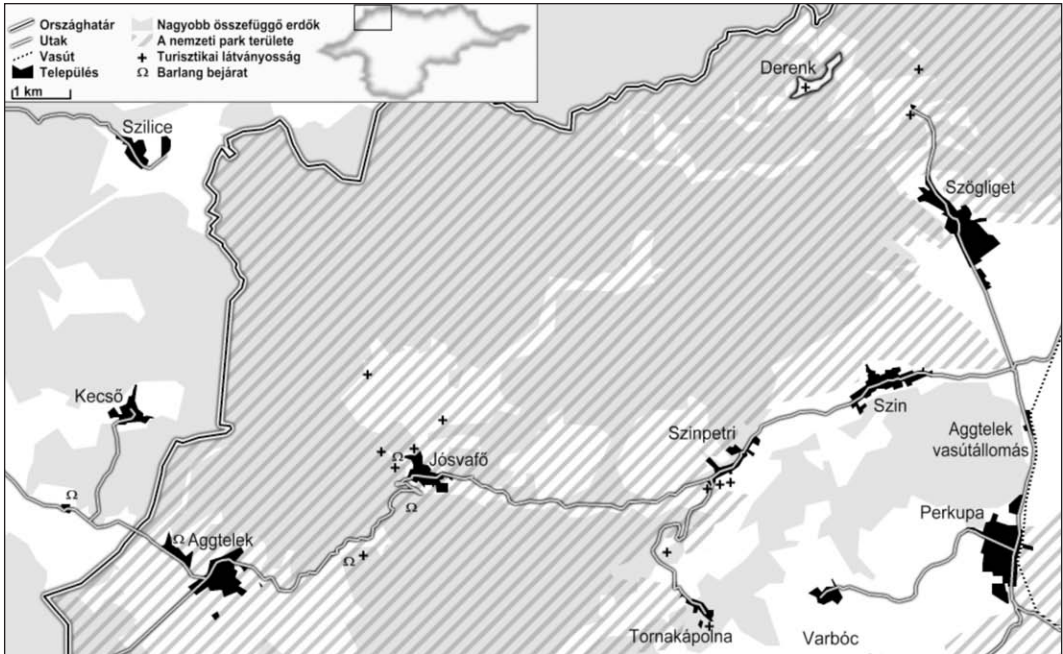 Országhatár
Utak
Vasút
Település
1 km
Nagyobb összefüggő erdők
A nemzeti park területe
Turisztikai látványosság
Barlang bejárat
Derenk
Szilice
Szögliget
Kecső
Szin
Szinpetri
Aggtelek
vasútállomás
Jósvafő
Perkupa
Aggtelek
Tornakápolna
Varbóc